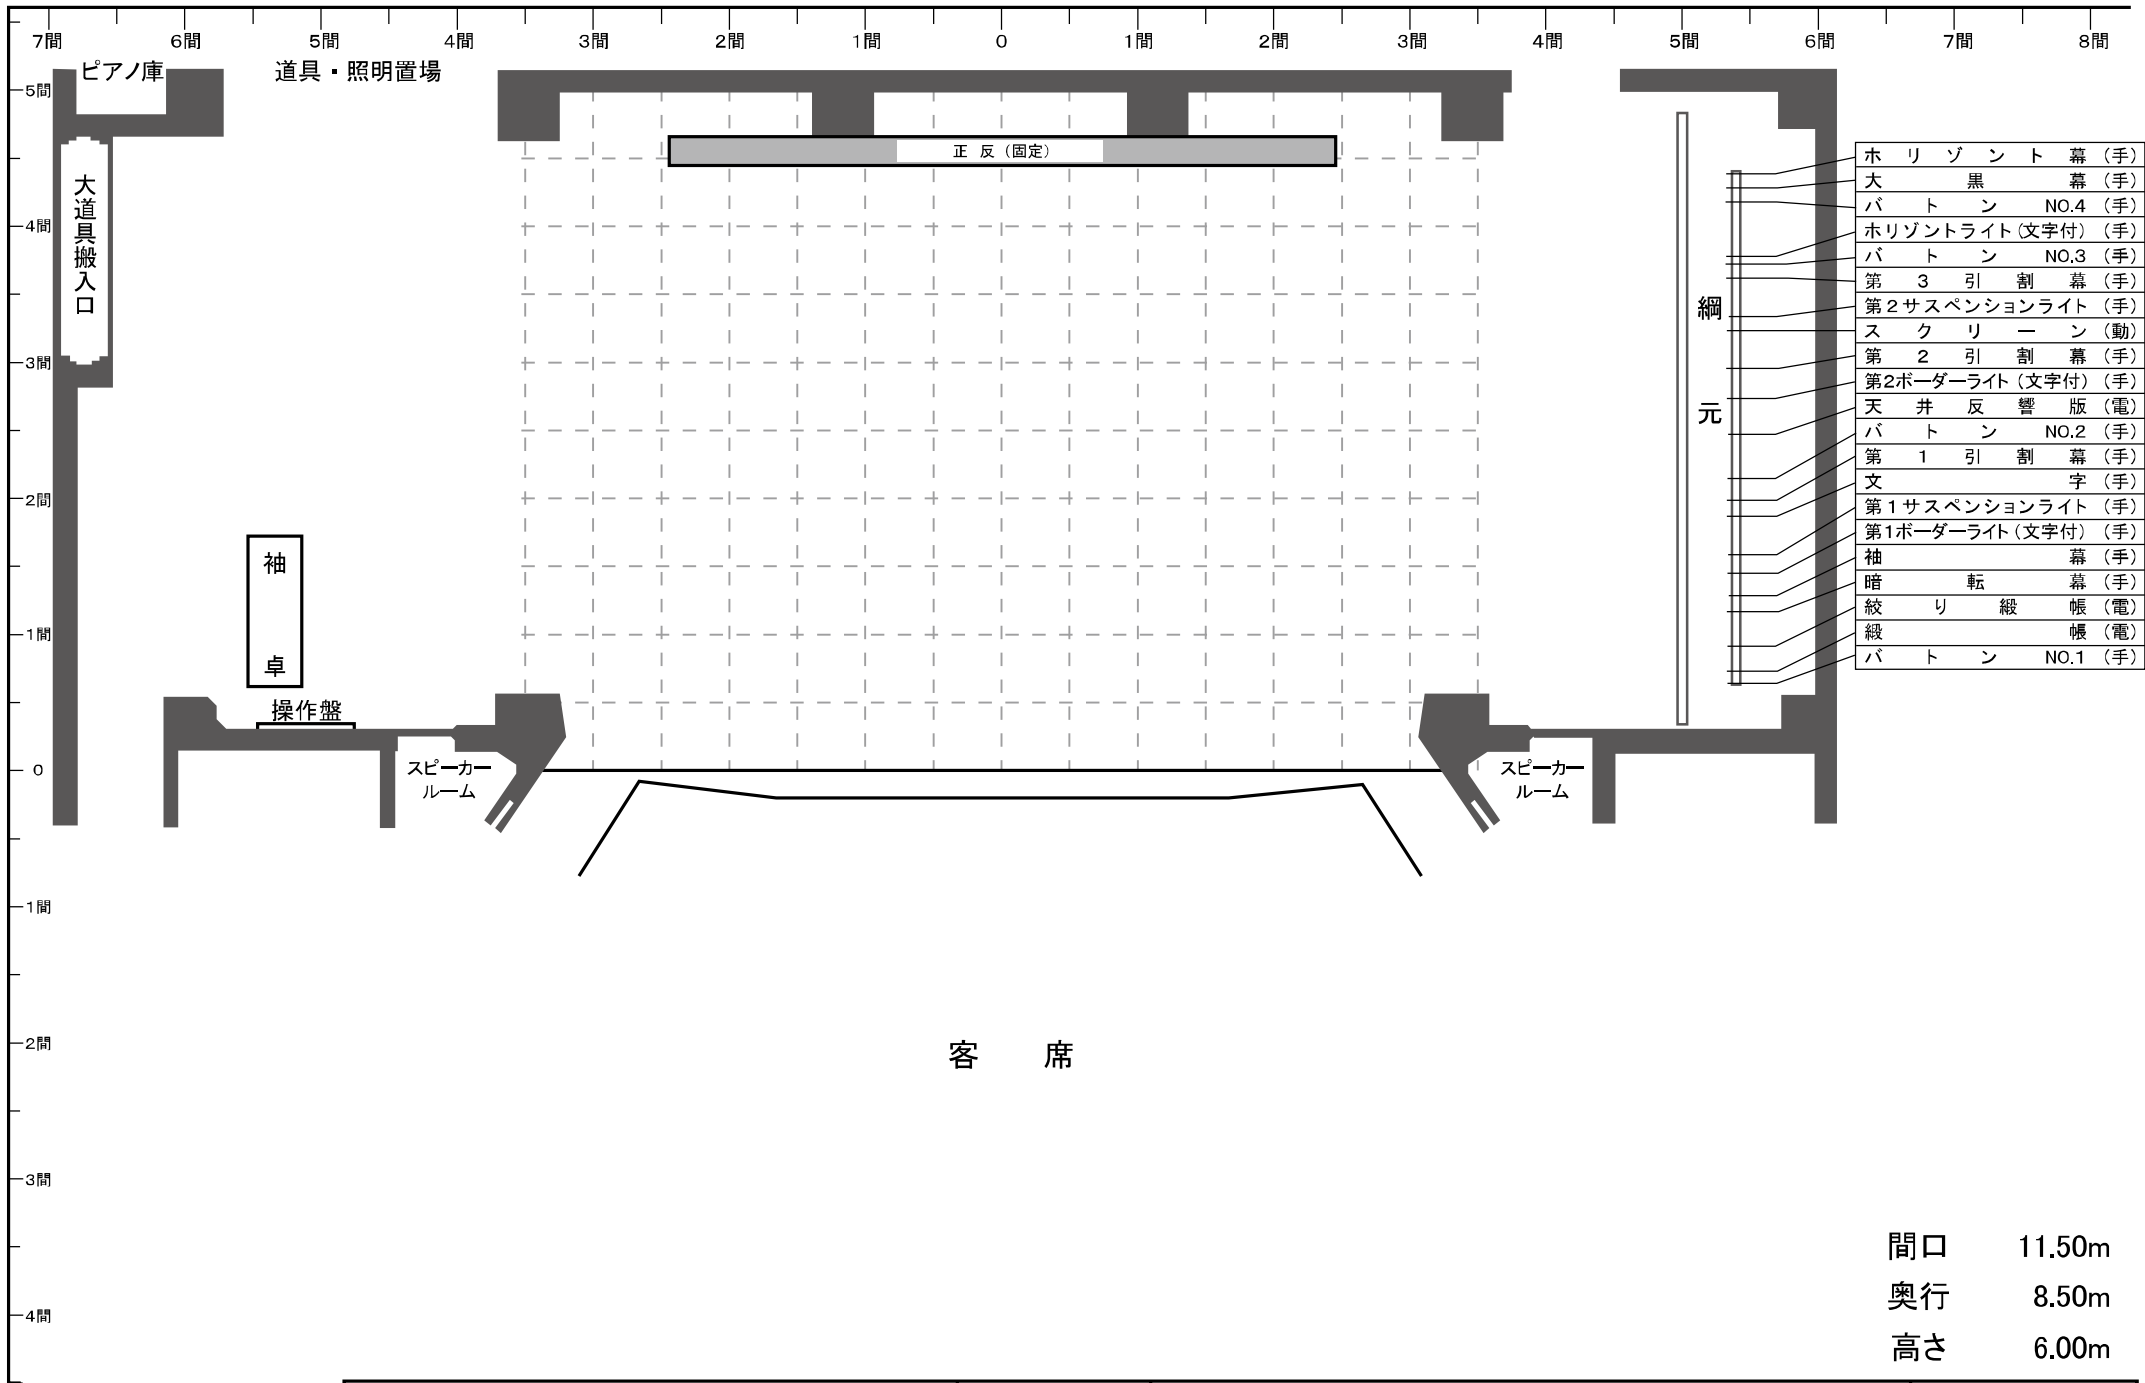 7間 6間 5間 4間 3間 2間 1間 0 1間 2間 3間 4間 5間 6間 7間 8間
ピアノ庫
道具・照明置場
5間
4間
3間
2間
1間
0
1間
2間
3間
4間
大道具搬入口
正反(固定)
綱元
ホリゾント幕(手)
大黒幕(手)
バトン NO.4(手)
ホリゾントライト(文字付)(手)
バトン NO.3(手)
第3引割幕(手)
第2サスペンションライト(手)
スクリーン(動)
第2引割幕(手)
第2ボーダーライト(文字付)(手)
天井反響版(電)
バトン NO.2(手)
第1引割幕(手)
文字(手)
第1サスペンションライト(手)
第1ボーダーライト(文字付)(手)
袖幕(手)
暗転幕(手)
絞り緞帳(電)
緞帳(電)
バトン NO.1(手)
袖卓
操作盤
スピーカー
ルーム
スピーカー
ルーム
客席
間口 11.50m
奥行 8.50m
高さ 6.00m